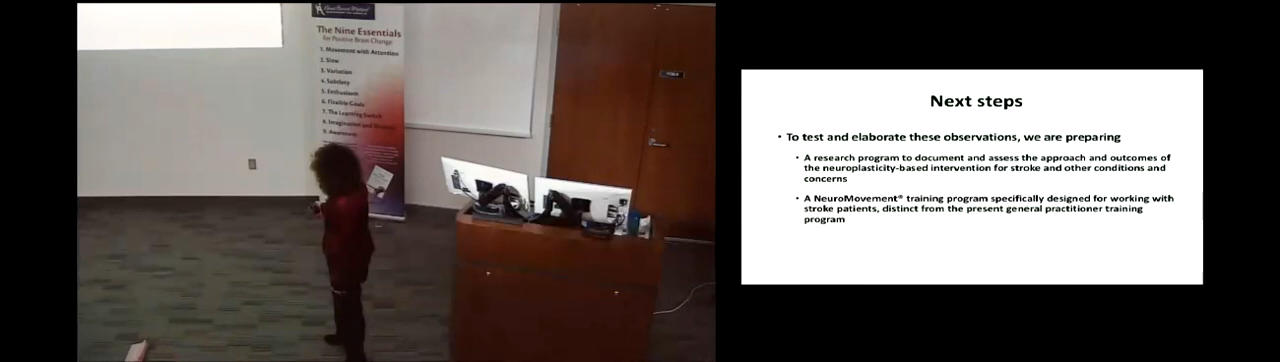 The Nine Essentials
for Positive Brain Change
1. Movement with Attention
2. Slow
3. Variation
4. Subtlety
5. Enthusiasm
6. Flexible Goals
7. The Learning Switch
8. Imagination and
9. Awareness
Next steps
• To test and elaborate these observations, we are preparing
• A research program to document and assess the approach and outcomes of
the neuroplasticity-based intervention for stroke and other conditions and
concerns
• A NeuroMovement® training program specifically designed for working with
stroke patients, distinct from the present general practitioner training
program